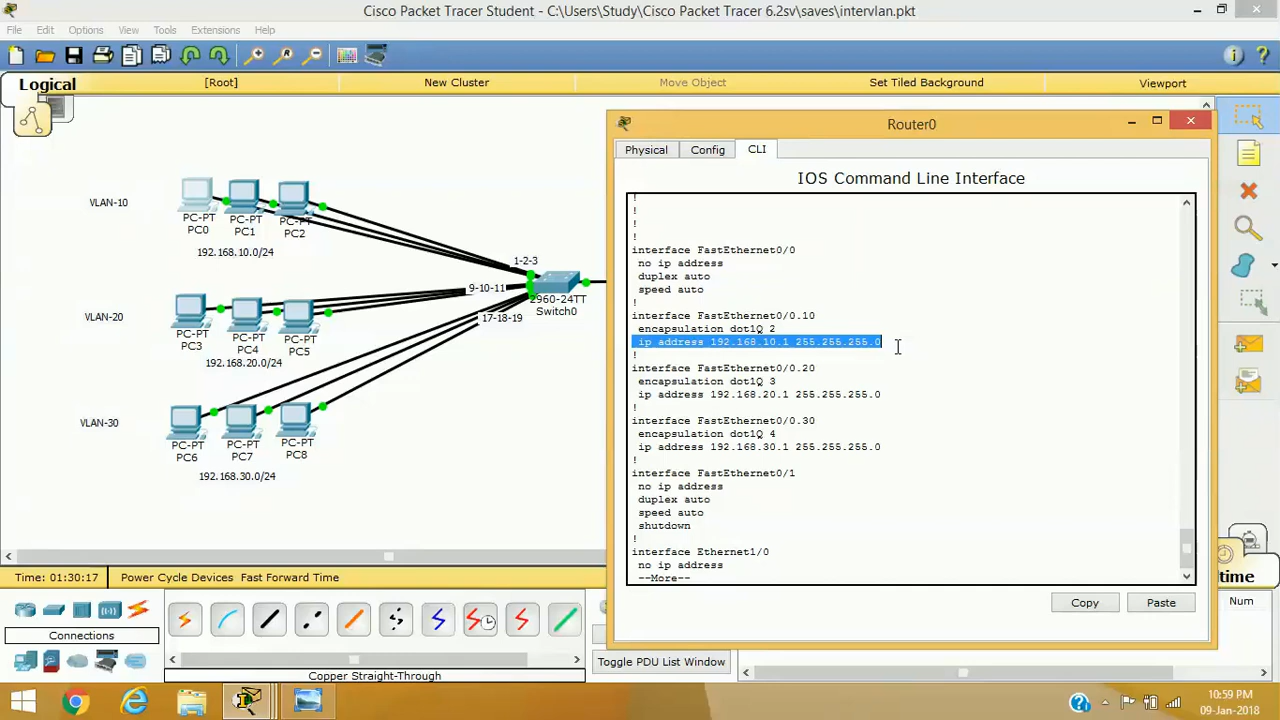 Cisco Packet Tracer Student - C:\Users\Study\Cisco Packet Tracer 6.2sv\saves\intervlan.pkt
File Edit Options View Tools Extensions Help
Logical
[Root]
New Cluster
Move Object
Set Tiled Background
Viewport
VLAN-10
PC-PT
PC0
PC-PT
PC1
PC-PT
PC2
192.168.10.0/24
VLAN-20
PC-PT
PC3
PC-PT
PC4
PC-PT
PC5
192.168.20.0/24
VLAN-30
PC-PT
PC6
PC-PT
PC7
PC-PT
PC8
192.168.30.0/24
1-2-3
9-10-11
17-18-19
2960-24TT
Switch0
Router0
Physical Config CLI
IOS Command Line Interface
!
!
!
!
interface FastEthernet0/0
no ip address
duplex auto
speed auto
!
interface FastEthernet0/0.10
encapsulation dot1Q 2
ip address 192.168.10.1 255.255.255.0
!
interface FastEthernet0/0.20
encapsulation dot1Q 3
ip address 192.168.20.1 255.255.255.0
!
interface FastEthernet0/0.30
encapsulation dot1Q 4
ip address 192.168.30.1 255.255.255.0
!
interface FastEthernet0/1
no ip address
duplex auto
speed auto
shutdown
!
interface Ethernet1/0
no ip address
--More--
Copy Paste
Time: 01:30:17 Power Cycle Devices Fast Forward Time
Connections
Copper Straight-Through
Toggle PDU List Window
Num
10:59 PM
09-Jan-2018